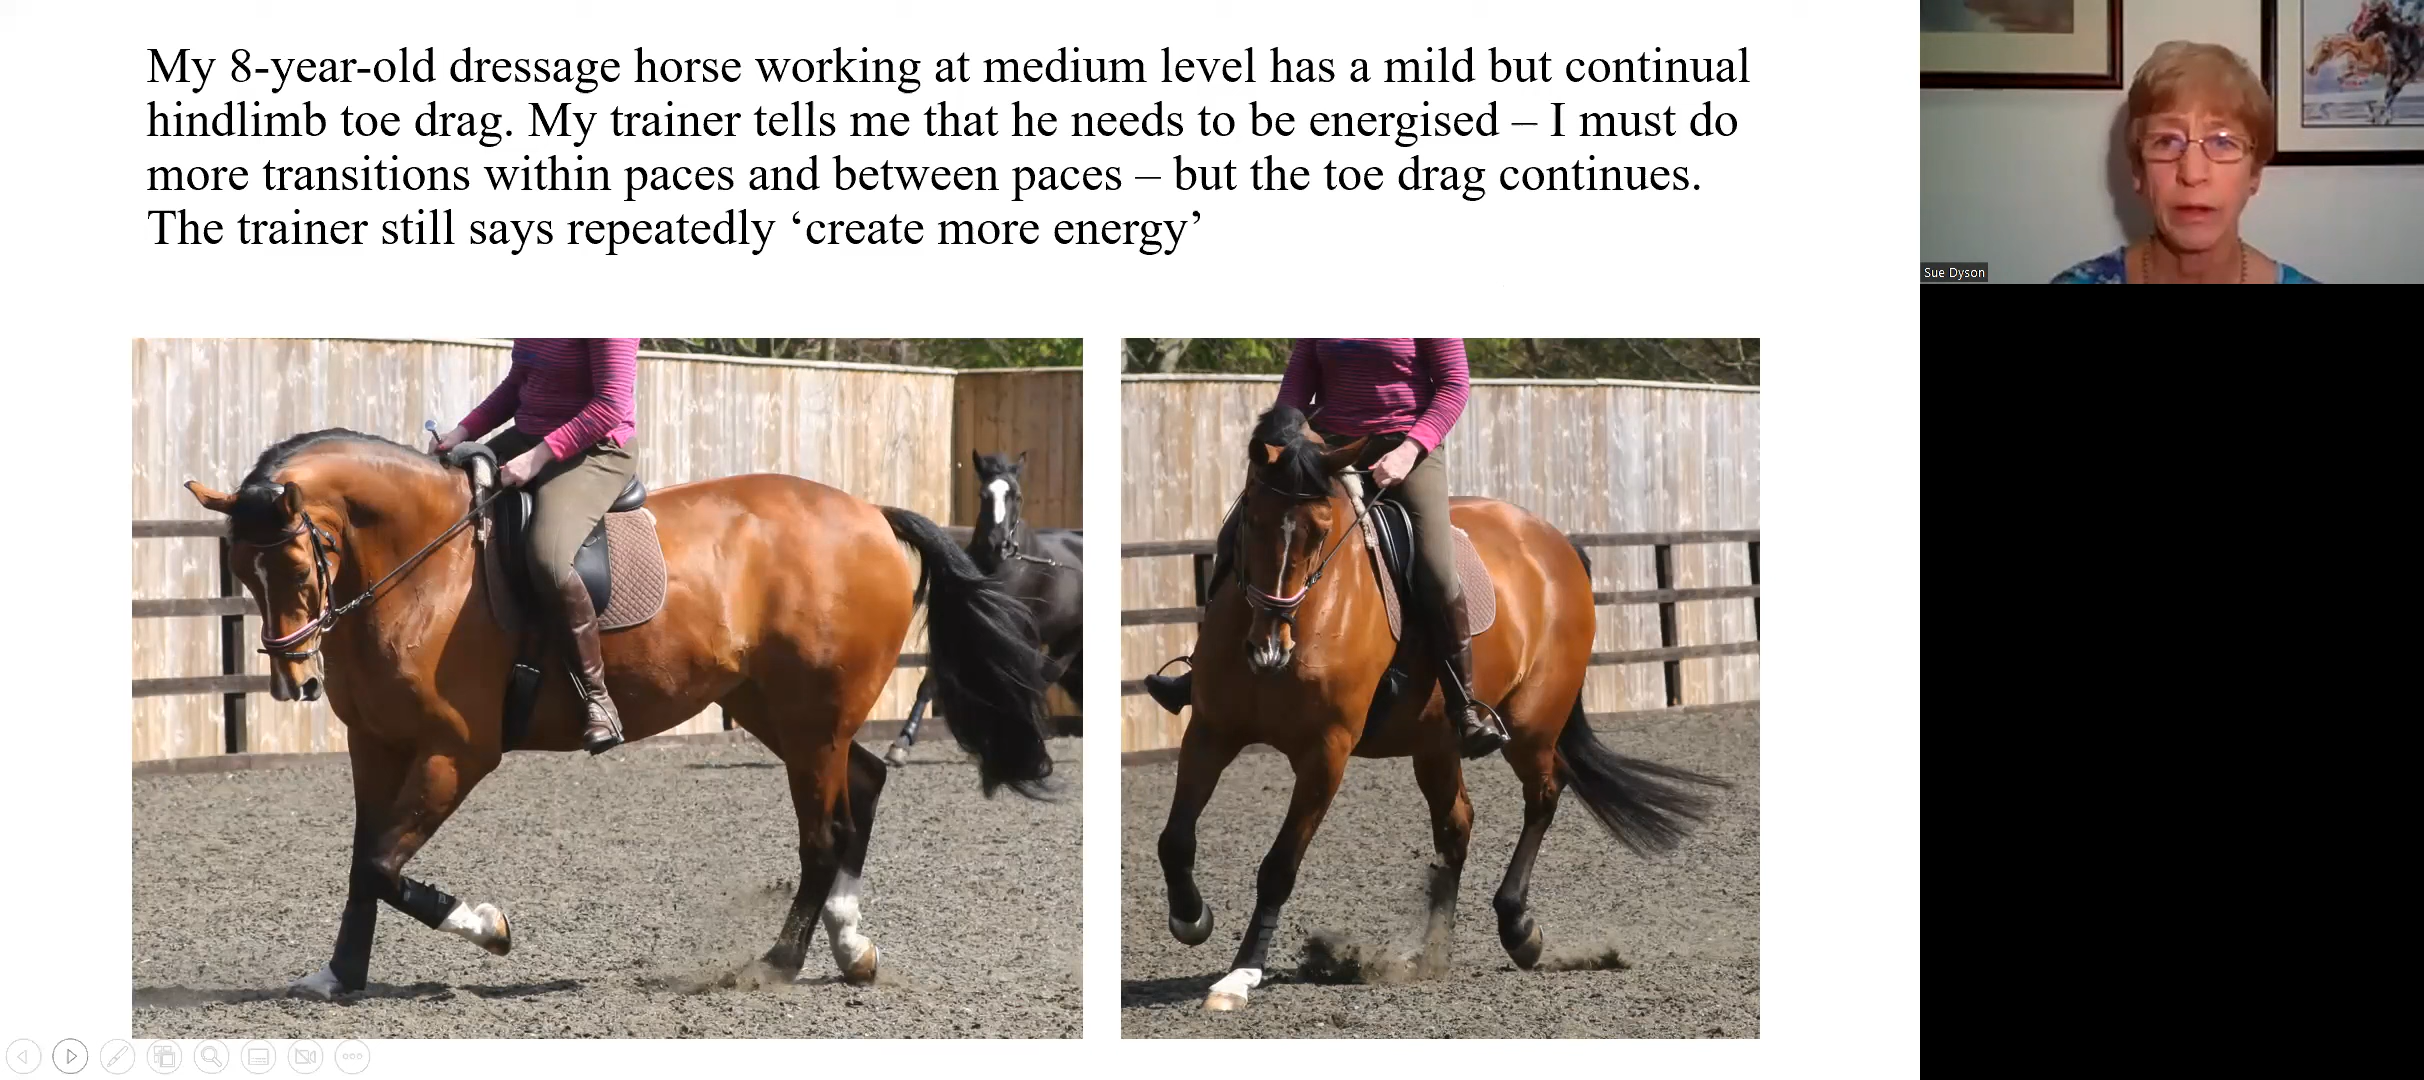 My 8-year-old dressage horse working at medium level has a mild but continual
hindlimb toe drag. My trainer tells me that he needs to be energised – I must do
more transitions within paces and between paces – but the toe drag continues.
The trainer still says repeatedly ‘create more energy’
Sue Dyson